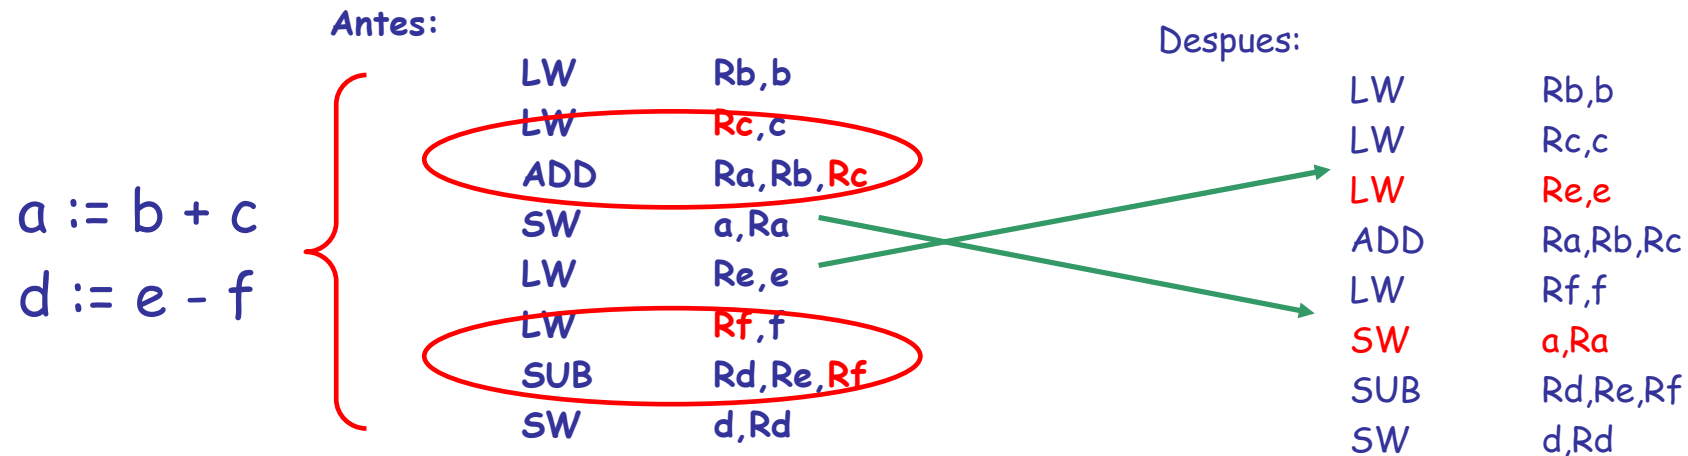 a := b + c
d := e - f
Antes:
LW Rb,b
LW Rc,c
ADD Ra,Rb,Rc
SW a,Ra
LW Re,e
LW Rf,f
SUB Rd,Re,Rf
SW d,Rd
Despues:
LW Rb,b
LW Rc,c
LW Re,e
ADD Ra,Rb,Rc
LW Rf,f
SW a,Ra
SUB Rd,Re,Rf
SW d,Rd